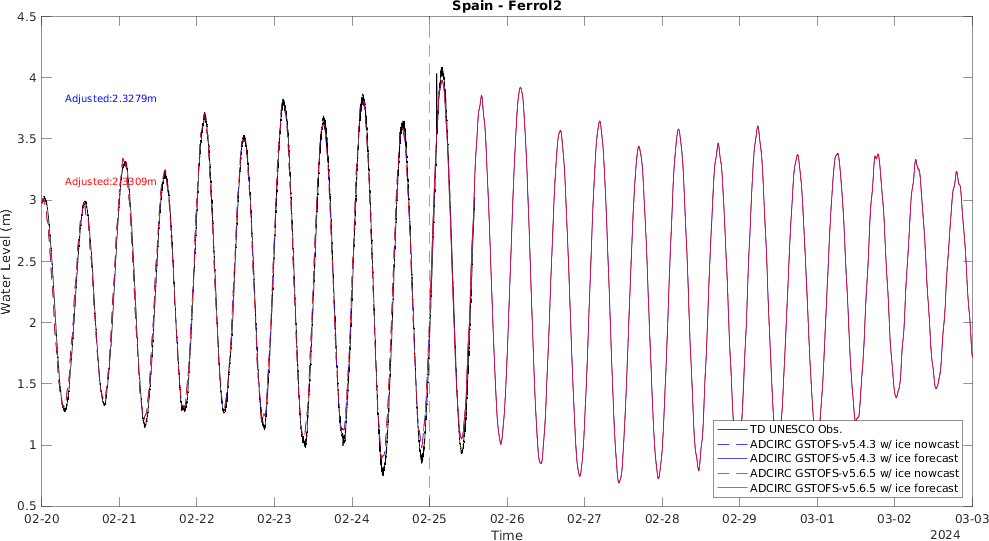 Spain - Ferrol2
4.5
4
3.5
3
2.5
2
1.5
1
0.5
Water Level (m)
Adjusted:2.3279m
Adjusted:2.3309m
TD UNESCO Obs.
ADCIRC GSTOFS-v5.4.3 w/ ice nowcast
ADCIRC GSTOFS-v5.4.3 w/ ice forecast
ADCIRC GSTOFS-v5.6.5 w/ ice nowcast
ADCIRC GSTOFS-v5.6.5 w/ ice forecast
02-20 02-21 02-22 02-23 02-24 02-25 02-26 02-27 02-28 02-29 03-01 03-02 03-03
Time
2024